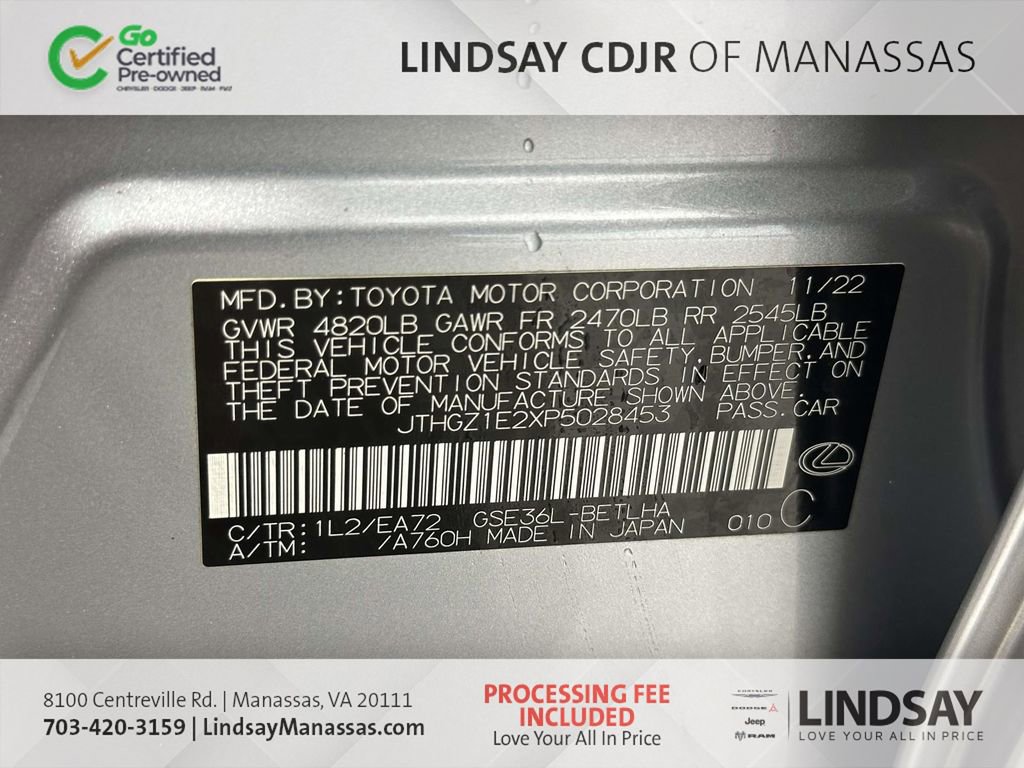 Go
Certified
Pre-owned
CHRYSLER · DODGE · JEEP · RAM · FIAT
LINDSAY CDJR OF MANASSAS
MFD. BY: TOYOTA MOTOR CORPORATION 11/22
GVWR 4820LB GAWR FR 2470LB RR 2545LB
THIS VEHICLE CONFORMS TO ALL APPLICABLE
FEDERAL MOTOR VEHICLE SAFETY, BUMPER, AND
THEFT PREVENTION STANDARDS IN EFFECT ON
THE DATE OF MANUFACTURE SHOWN ABOVE.
JTHGZ1E2XP5028453 PASS. CAR
C/TR: 1L2/EA72 GSE36L-BETLHA 010 C
A/TM: /A760H MADE IN JAPAN
8100 Centreville Rd. | Manassas, VA 20111
703-420-3159 | LindsayManassas.com
PROCESSING FEE
INCLUDED
Love Your All In Price
CHRYSLER
DODGE
Jeep
RAM
LINDSAY
LOVE YOUR ALL IN PRICE